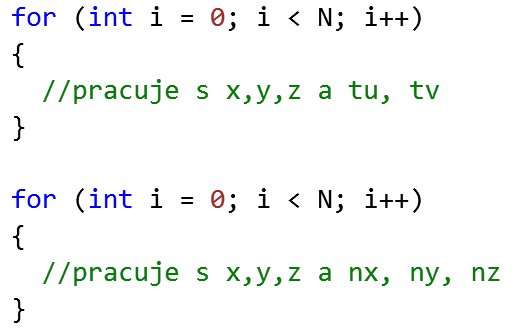 for (int i = 0; i < N; i++)
{
  //pracuje s x,y,z a tu, tv
}

for (int i = 0; i < N; i++)
{
  //pracuje s x,y,z a nx, ny, nz
}